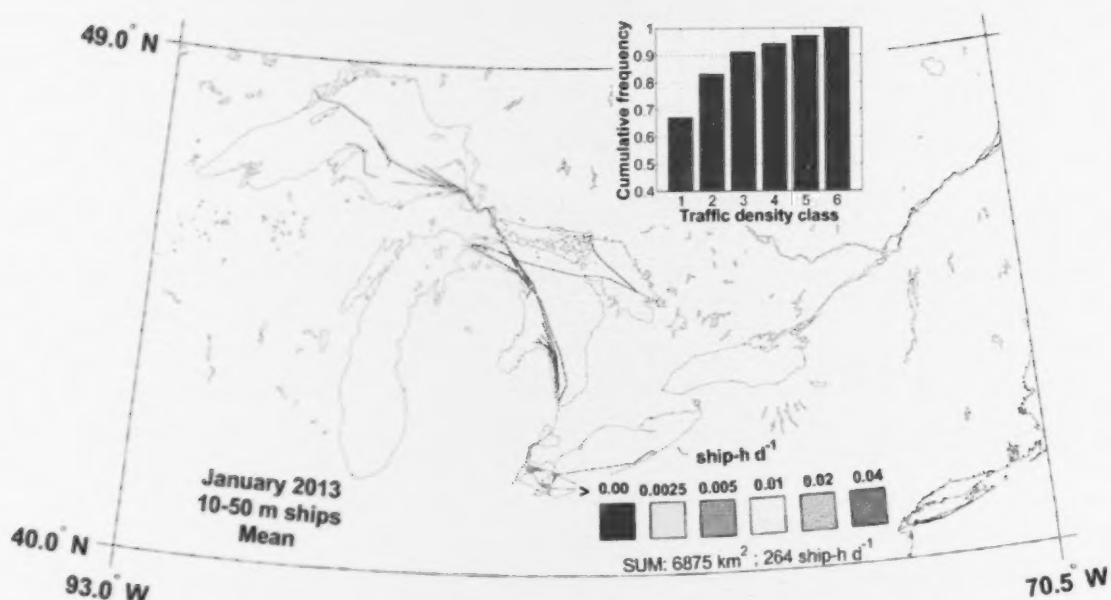 49.0° N
Cumulative frequency
1
0.9
0.8
0.7
0.6
0.5
0.4
1 2 3 4 5 6
Traffic density class
January 2013
10-50 m ships
Mean
ship-h d⁻¹
> 0.00 0.0025 0.005 0.01 0.02 0.04
SUM: 6875 km² ; 264 ship-h d⁻¹
40.0° N
93.0° W
70.5° W